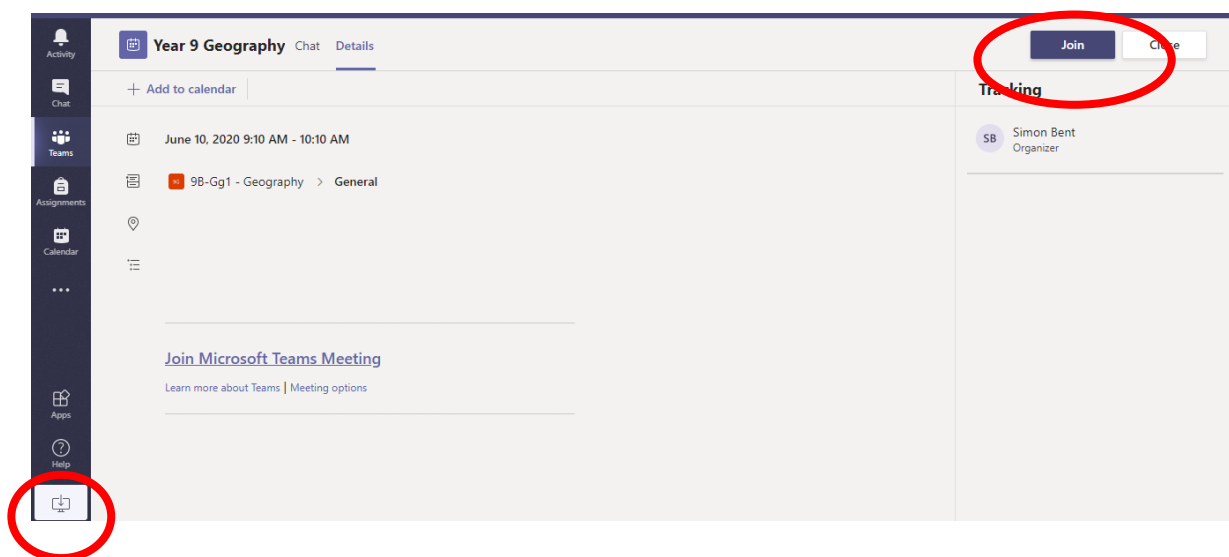 Activity
Chat
Teams
Assignments
Calendar
Apps
Help
Year 9 Geography Chat Details
Join
Close
+ Add to calendar
Tracking
June 10, 2020 9:10 AM - 10:10 AM
SB Simon Bent
Organizer
9B-Gg1 - Geography > General
Join Microsoft Teams Meeting
Learn more about Teams | Meeting options